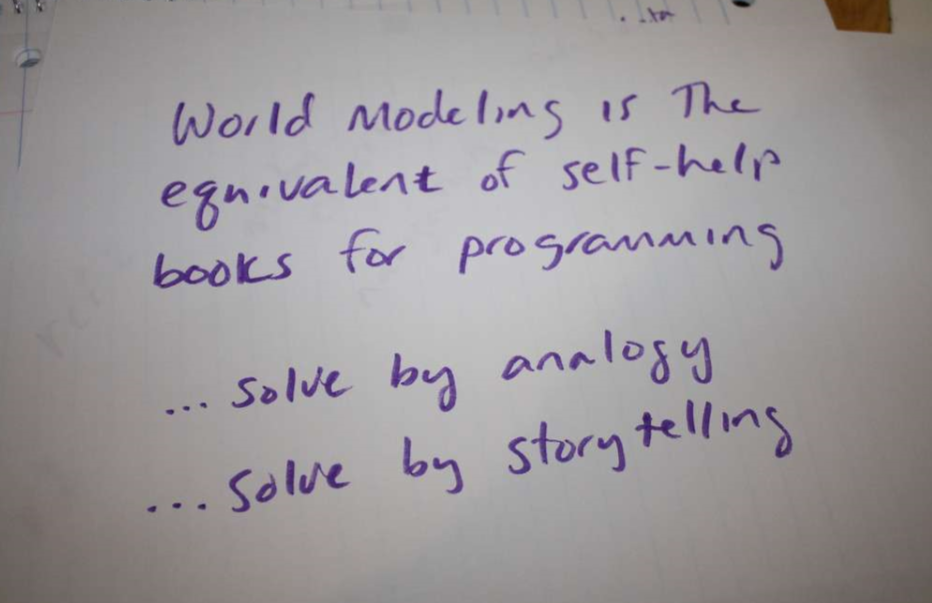 World Modeling is The
equivalent of self-help
books for programming
... solve by analogy
... solve by storytelling